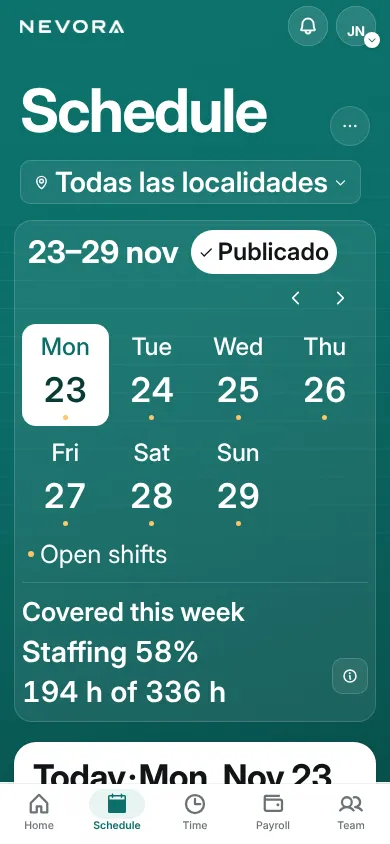 NEVORA
JN
Schedule
Todas las localidades
23–29 nov
Publicado
Mon Tue Wed Thu
23 24 25 26
Fri Sat Sun
27 28 29
Open shifts
Covered this week
Staffing 58%
194 h of 336 h
Today·Mon, Nov 23
Home Schedule Time Payroll Team